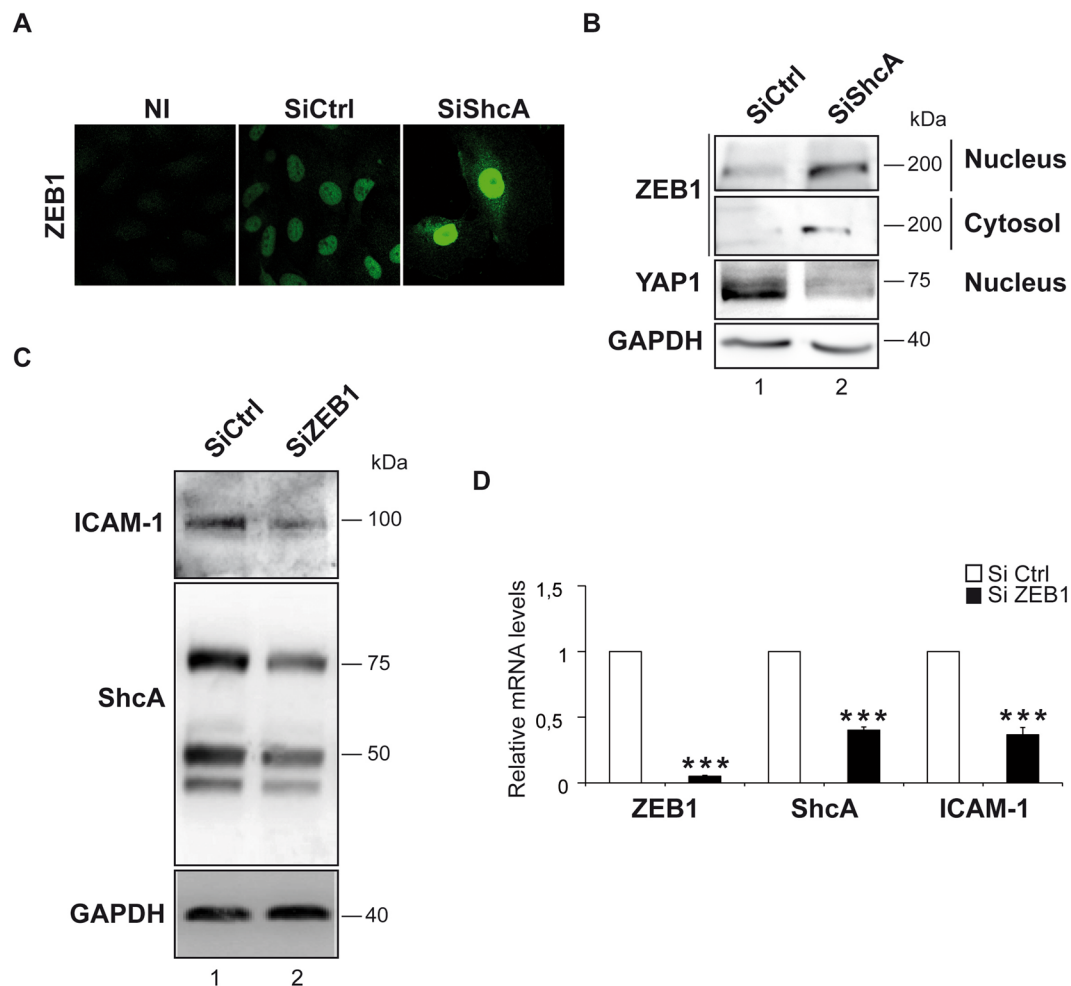 A
NI SiCtrl SiShcA
ZEB1
B
SiCtrl SiShcA
kDa
ZEB1
200 Nucleus
200 Cytosol
YAP1 75 Nucleus
GAPDH 40
1 2
C
SiCtrl SiZEB1
kDa
ICAM-1 100
75
ShcA
50
GAPDH 40
1 2
D
Si Ctrl
Si ZEB1
Relative mRNA levels
1,5
1
0,5
0
*** *** ***
ZEB1 ShcA ICAM-1